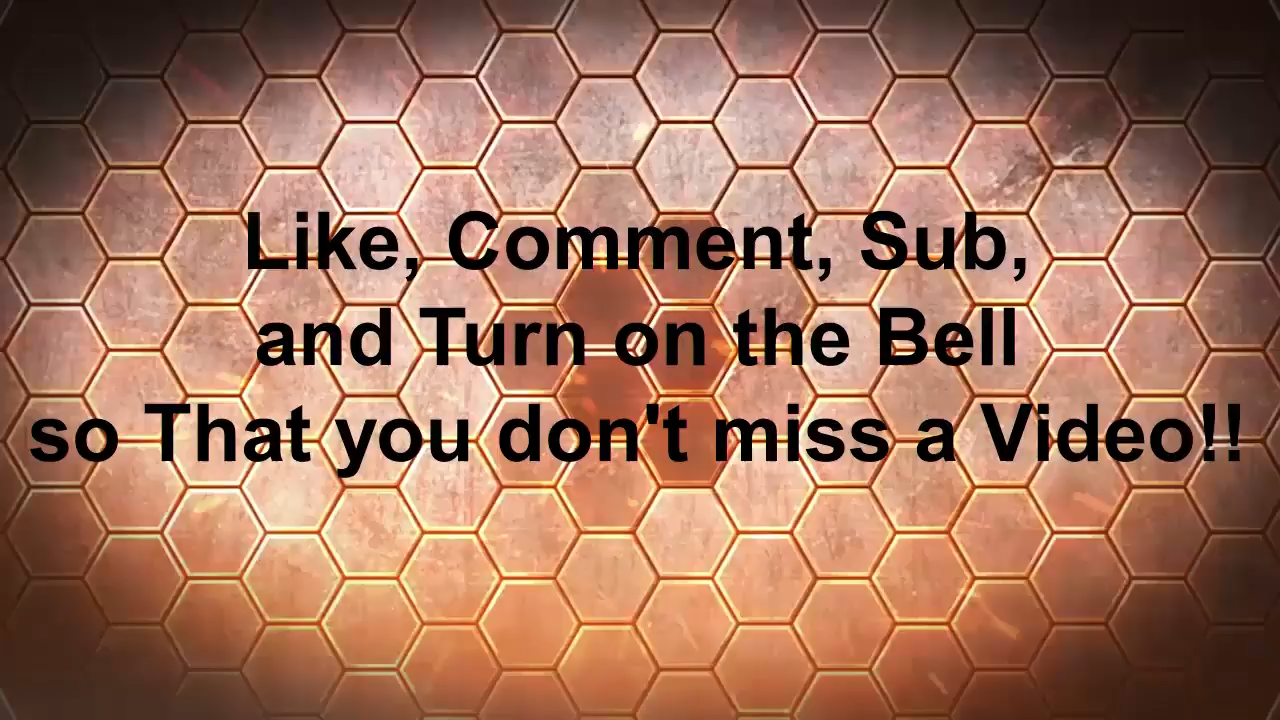 Like, Comment, Sub,
and Turn on the Bell
so That you don't miss a Video!!